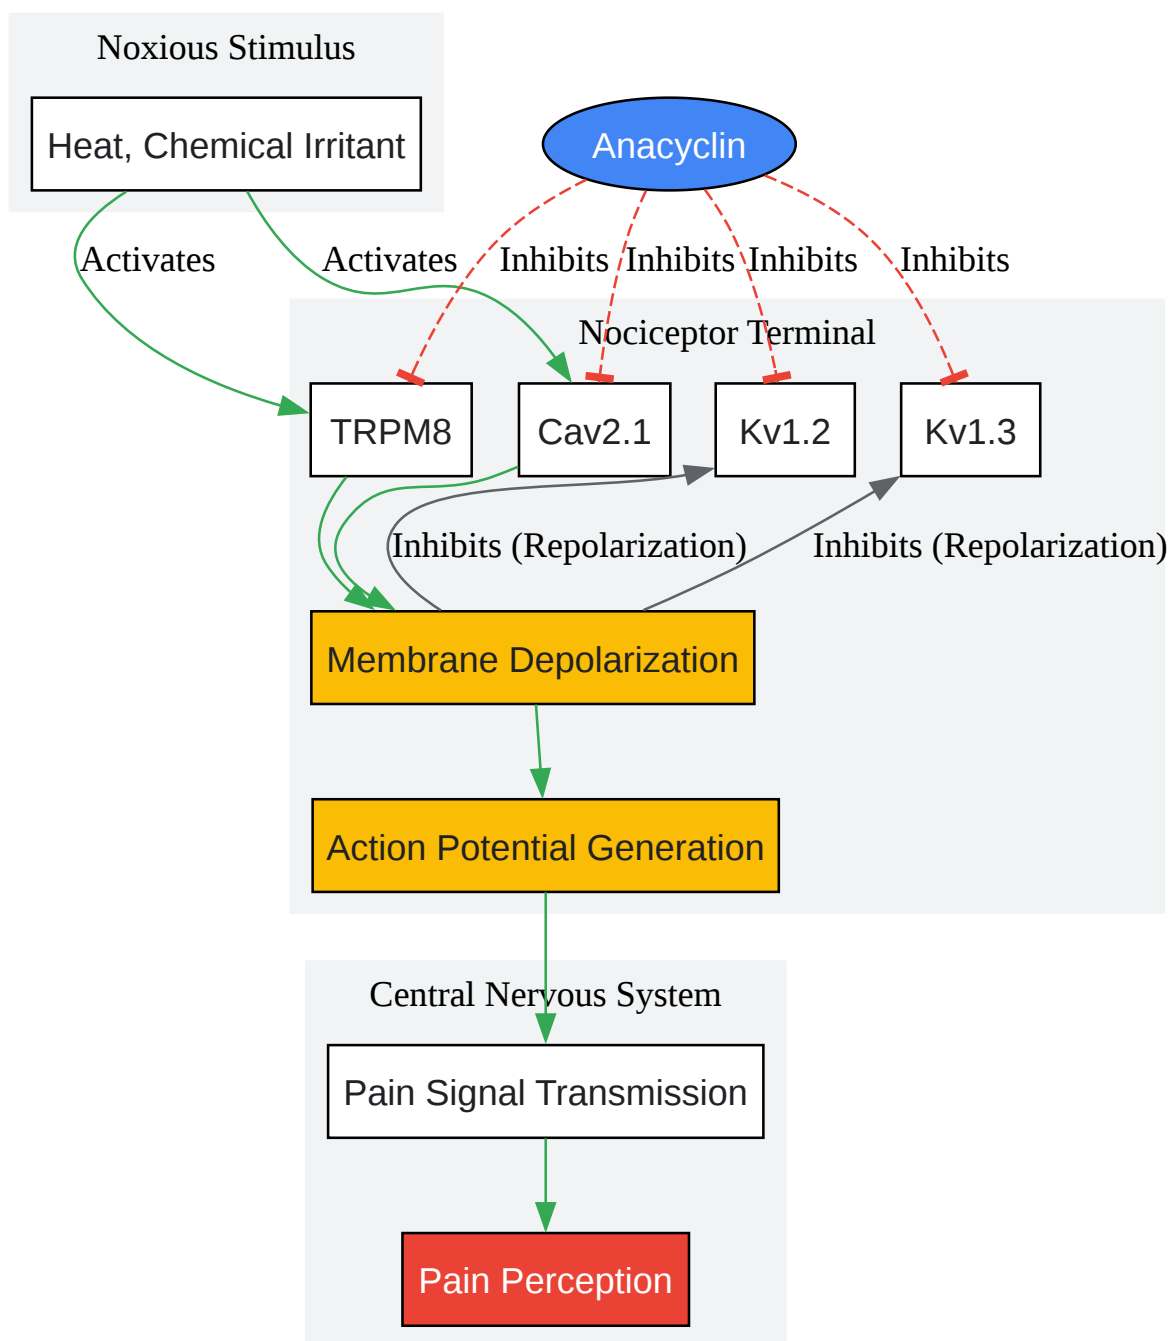 Noxious Stimulus
Heat, Chemical Irritant
Anacyclin
Activates
Activates
Inhibits
Inhibits
Inhibits
Inhibits
Nociceptor Terminal
TRPM8
Cav2.1
Kv1.2
Kv1.3
Inhibits (Repolarization)
Inhibits (Repolarization)
Membrane Depolarization
Action Potential Generation
Central Nervous System
Pain Signal Transmission
Pain Perception